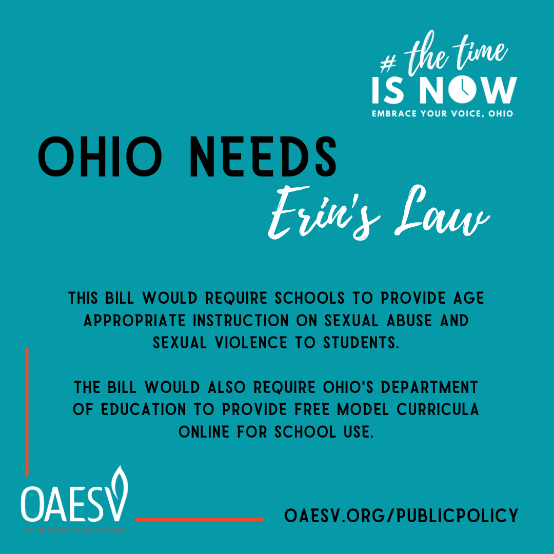 # the time
IS NOW
EMBRACE YOUR VOICE, OHIO
OHIO NEEDS
Erin's Law
THIS BILL WOULD REQUIRE SCHOOLS TO PROVIDE AGE
APPROPRIATE INSTRUCTION ON SEXUAL ABUSE AND
SEXUAL VIOLENCE TO STUDENTS.
THE BILL WOULD ALSO REQUIRE OHIO'S DEPARTMENT
OF EDUCATION TO PROVIDE FREE MODEL CURRICULA
ONLINE FOR SCHOOL USE.
OAESV
OAESV.ORG/PUBLICPOLICY